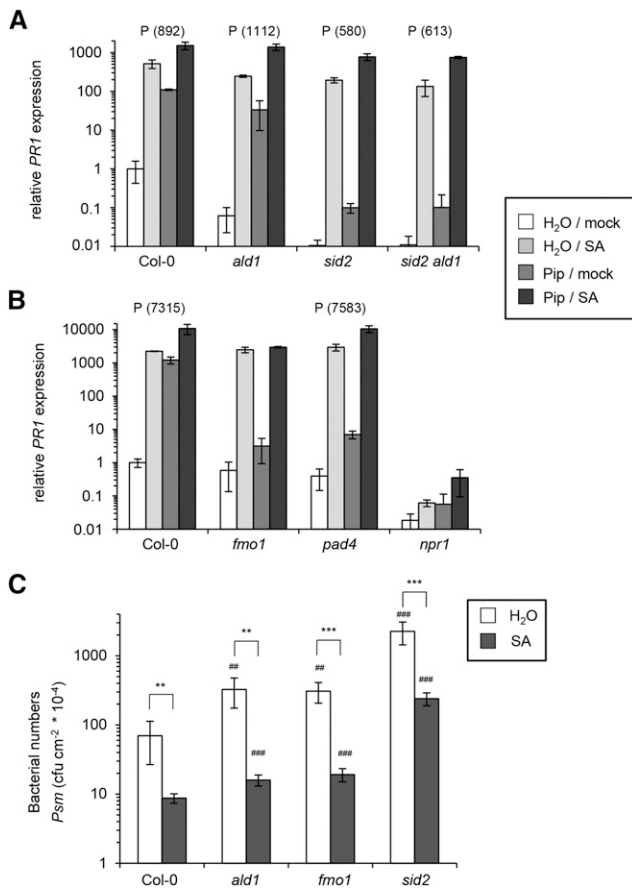 A
P (892) P (1112) P (580) P (613)
relative PR1 expression
1000
100
10
1
0.1
0.01
Col-0 ald1 sid2 sid2 ald1
H₂O / mock
H₂O / SA
Pip / mock
Pip / SA
B
P (7315) P (7583)
relative PR1 expression
10000
1000
100
10
1
0.1
0.01
Col-0 fmo1 pad4 npr1
C
H₂O
SA
Bacterial numbers
Psm (cfu cm⁻² * 10⁻⁴)
1000
100
10
1
** ** *** ***
## ## ###
### ### ###
Col-0 ald1 fmo1 sid2